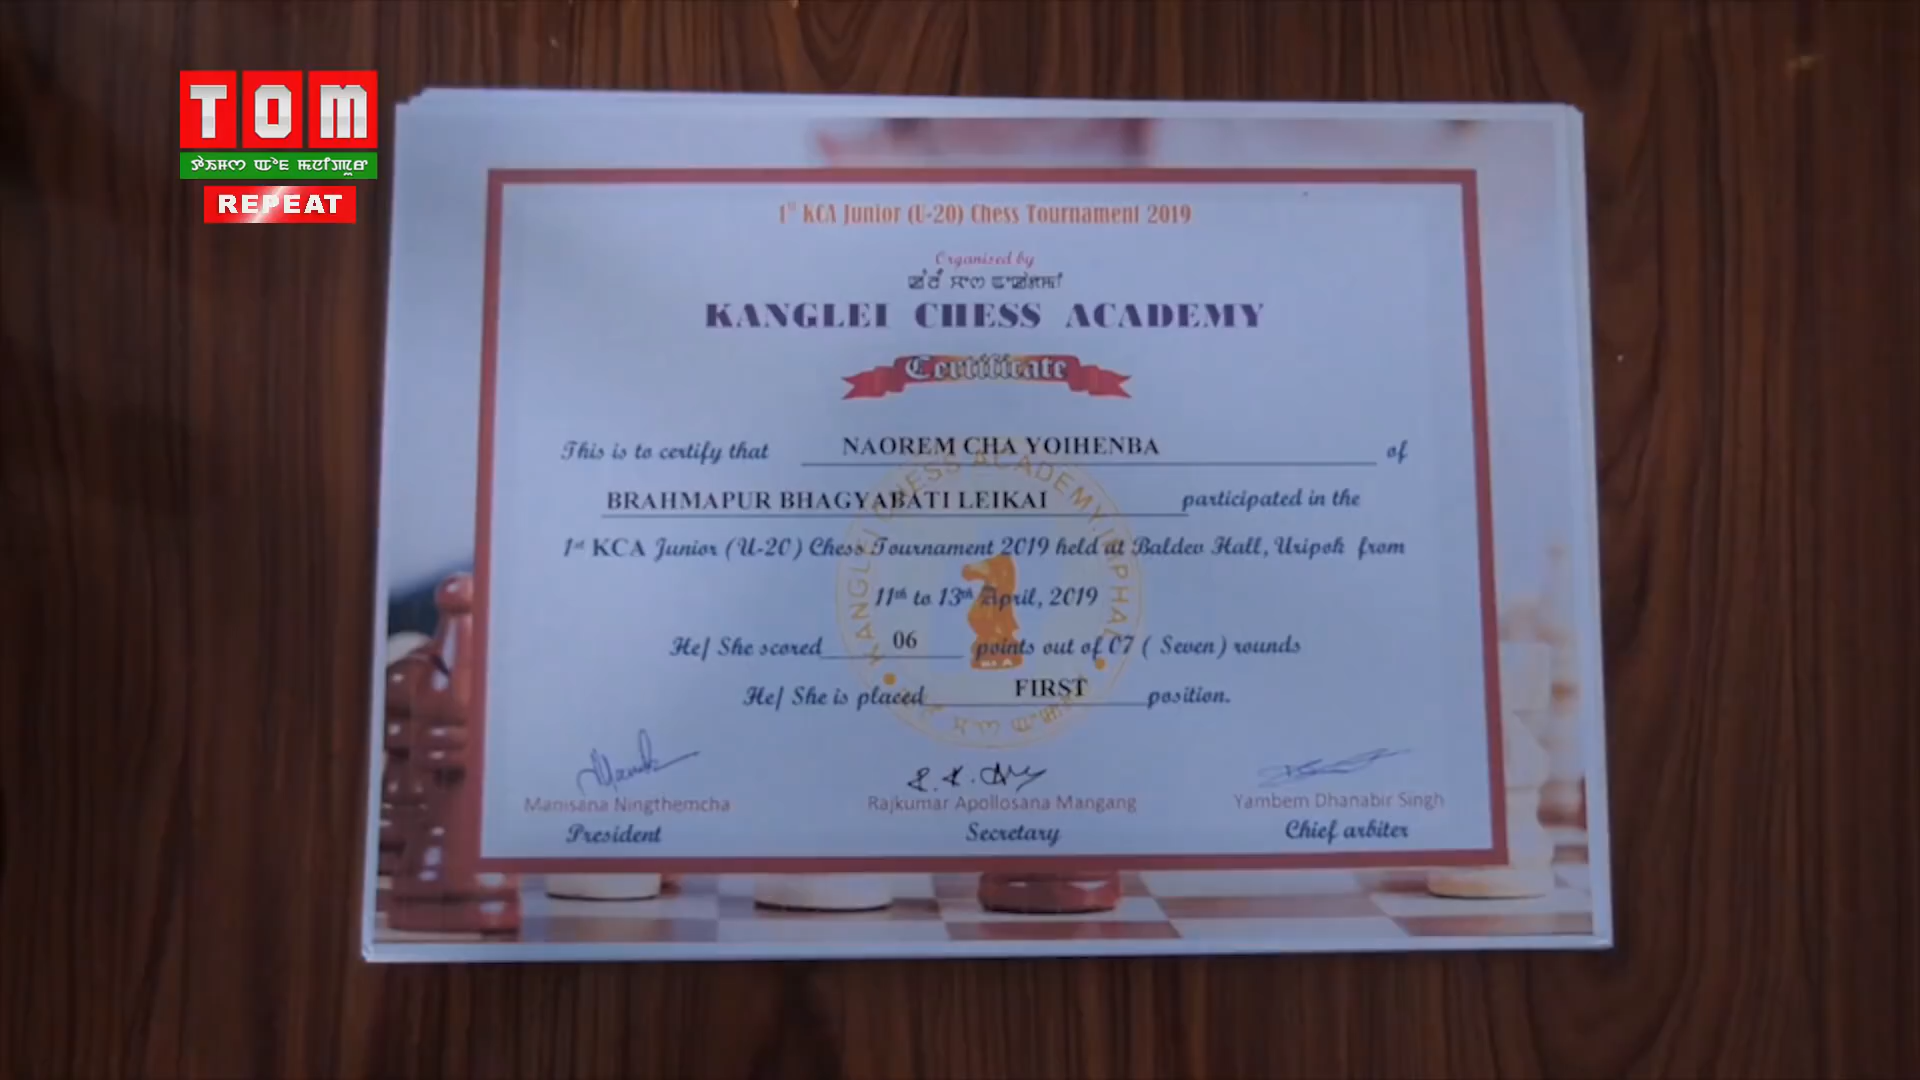 TOM
REPEAT
1st KCA Junior (U-20) Chess Tournament 2019
Organised by
KANGLEI CHESS ACADEMY
Certificate
This is to certify that NAOREM CHA YOIHENBA of
BRAHMAPUR BHAGYABATI LEIKAI participated in the
1st KCA Junior (U-20) Chess Tournament 2019 held at Baldev Hall, Uripok from
11th to 13th April, 2019
He/ She scored 06 points out of 07 ( Seven ) rounds
He/ She is placed FIRST position.
Manisana Ningthemcha
President
Rajkumar Apollosana Mangang
Secretary
Yambem Dhanabir Singh
Chief arbiter
KANGLEI CHESS ACADEMY, IMPHAL